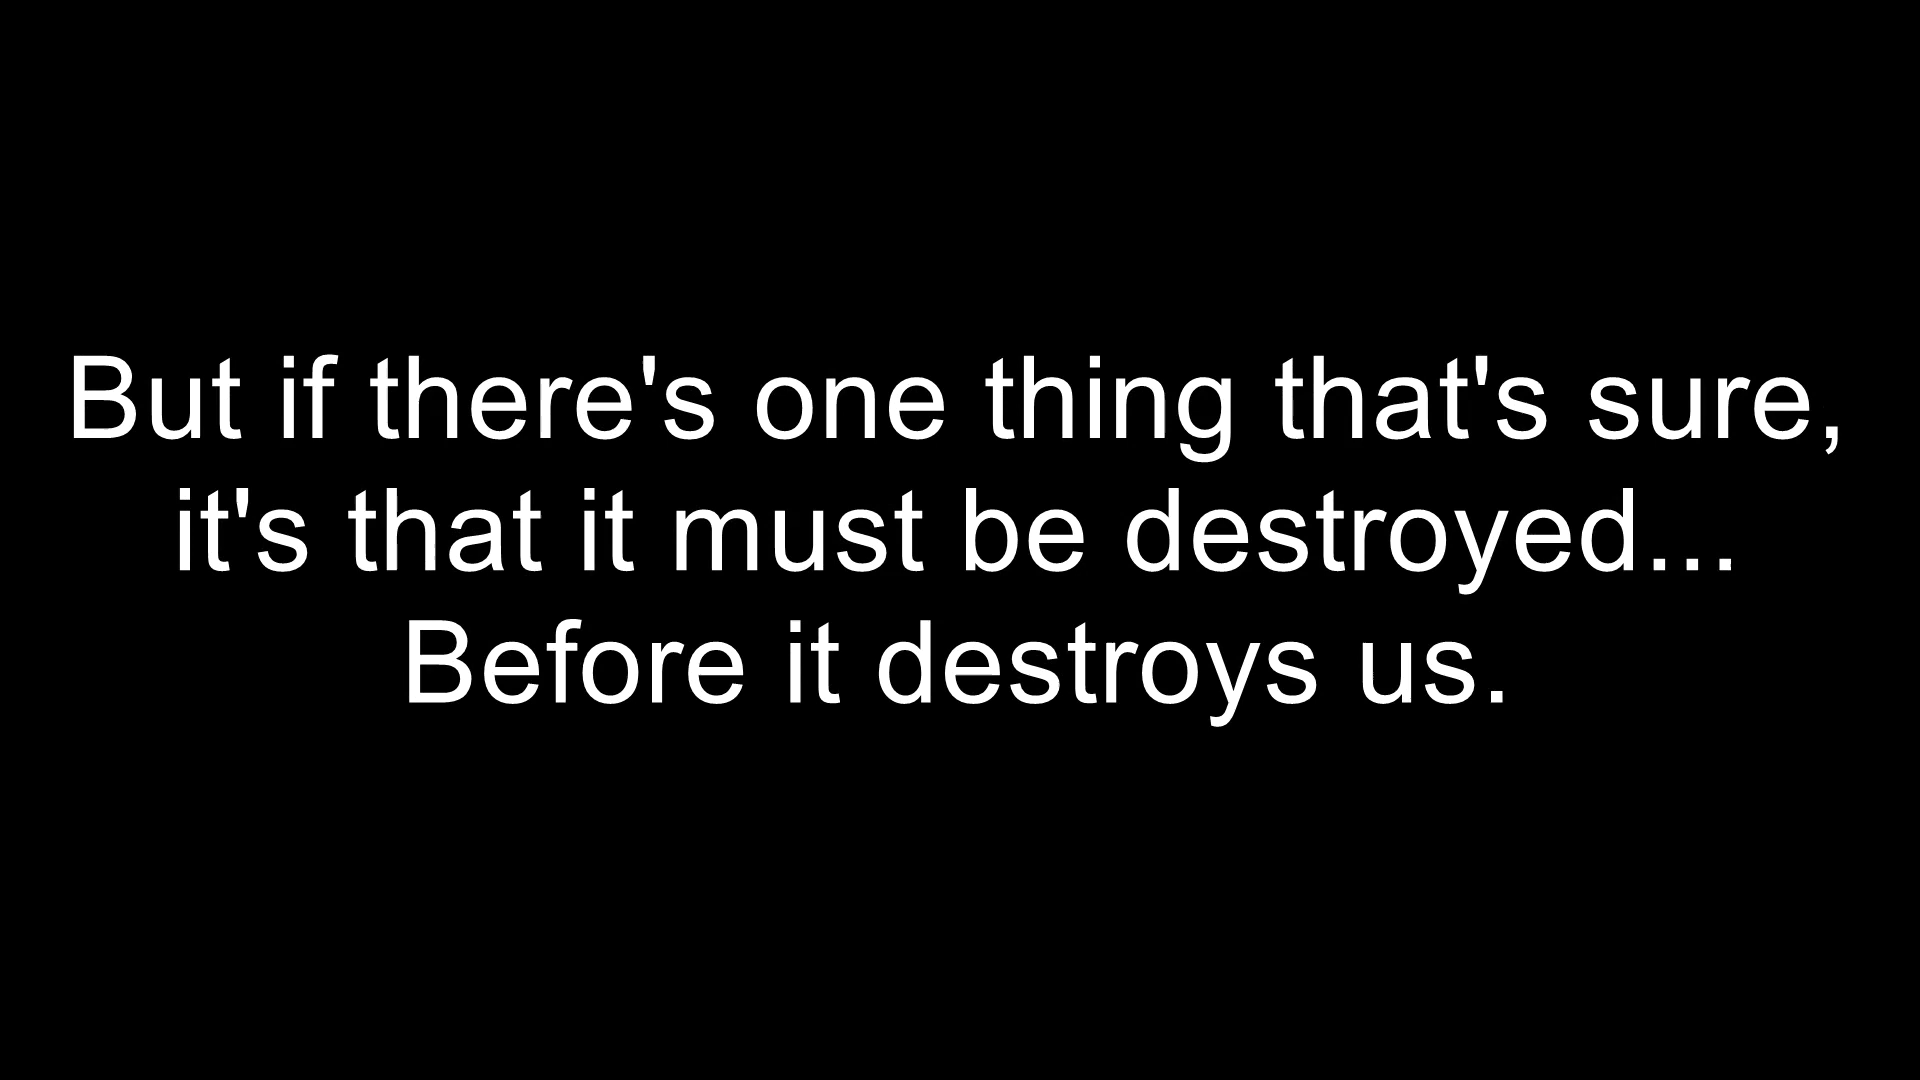 But if there's one thing that's sure,
it's that it must be destroyed...
Before it destroys us.